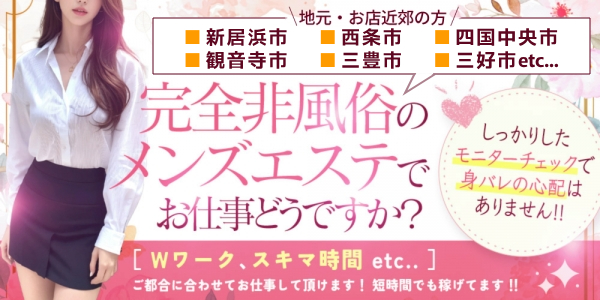 \地元・お店近郊の方/
■ 新居浜市 ■ 西条市 ■ 四国中央市
■ 観音寺市 ■ 三豊市 ■ 三好市etc...
完全非風俗の
メンズエステで
お仕事どうですか?
しっかりした
モニターチェックで
身バレの心配は
ありません!!
[ Wワーク、スキマ時間 etc.. ]
ご都合に合わせてお仕事して頂けます! 短時間でも稼げてます!!